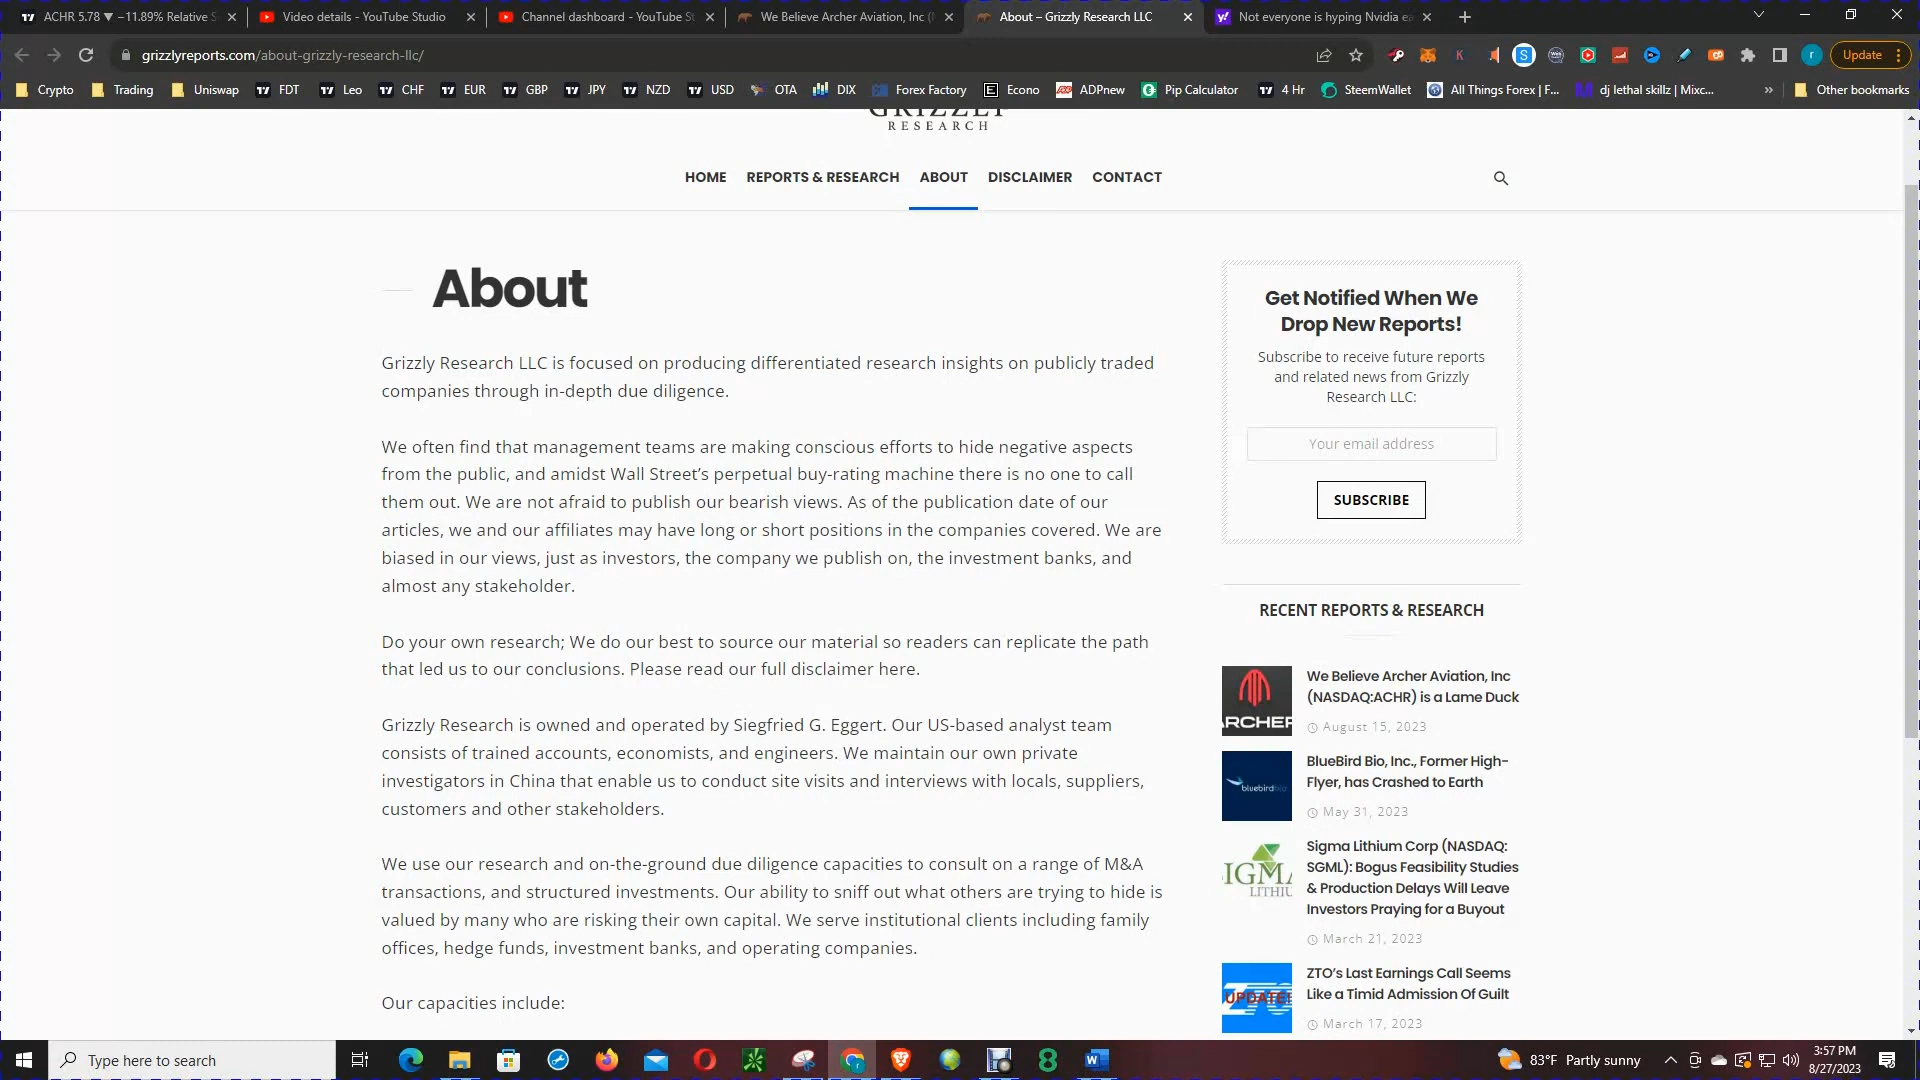 ACHR 5.78 ▼ −11.89% Relative S
Video details - YouTube Studio
Channel dashboard - YouTube St
We Believe Archer Aviation, Inc (
About – Grizzly Research LLC
Not everyone is hyping Nvidia ea
grizzlyreports.com/about-grizzly-research-llc/
Update
Crypto
Trading
Uniswap
FDT
Leo
CHF
EUR
GBP
JPY
NZD
USD
OTA
DIX
Forex Factory
Econo
ADPnew
Pip Calculator
4 Hr
SteemWallet
All Things Forex | F...
dj lethal skillz | Mixc...
»
Other bookmarks
GRIZZLY
RESEARCH
HOME
REPORTS & RESEARCH
ABOUT
DISCLAIMER
CONTACT
About
Grizzly Research LLC is focused on producing differentiated research insights on publicly traded
companies through in-depth due diligence.
We often find that management teams are making conscious efforts to hide negative aspects
from the public, and amidst Wall Street’s perpetual buy-rating machine there is no one to call
them out. We are not afraid to publish our bearish views. As of the publication date of our
articles, we and our affiliates may have long or short positions in the companies covered. We are
biased in our views, just as investors, the company we publish on, the investment banks, and
almost any stakeholder.
Do your own research; We do our best to source our material so readers can replicate the path
that led us to our conclusions. Please read our full disclaimer here.
Grizzly Research is owned and operated by Siegfried G. Eggert. Our US-based analyst team
consists of trained accounts, economists, and engineers. We maintain our own private
investigators in China that enable us to conduct site visits and interviews with locals, suppliers,
customers and other stakeholders.
We use our research and on-the-ground due diligence capacities to consult on a range of M&A
transactions, and structured investments. Our ability to sniff out what others are trying to hide is
valued by many who are risking their own capital. We serve institutional clients including family
offices, hedge funds, investment banks, and operating companies.
Our capacities include:
Get Notified When We
Drop New Reports!
Subscribe to receive future reports
and related news from Grizzly
Research LLC:
Your email address
SUBSCRIBE
RECENT REPORTS & RESEARCH
ARCHER
We Believe Archer Aviation, Inc
(NASDAQ:ACHR) is a Lame Duck
August 15, 2023
bluebirdbio
BlueBird Bio, Inc., Former High-
Flyer, has Crashed to Earth
May 31, 2023
SIGMA
LITHIU
Sigma Lithium Corp (NASDAQ:
SGML): Bogus Feasibility Studies
& Production Delays Will Leave
Investors Praying for a Buyout
March 21, 2023
UPDATE
ZTO’s Last Earnings Call Seems
Like a Timid Admission Of Guilt
March 17, 2023
Type here to search
83°F Partly sunny
3:57 PM
8/27/2023